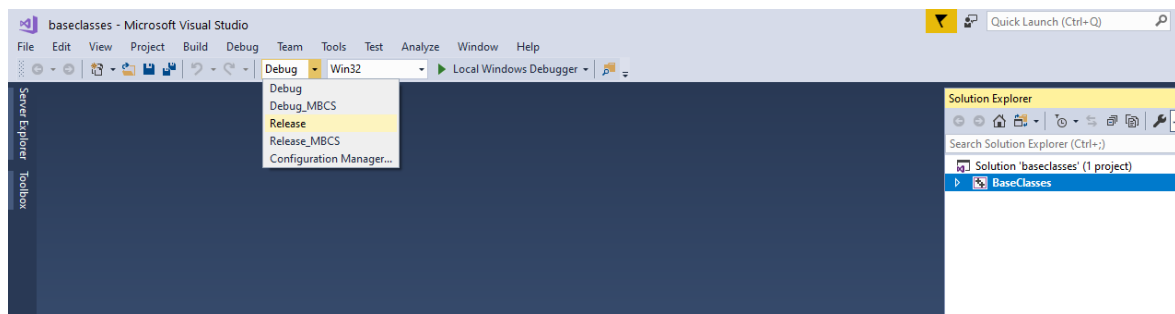 baseclasses - Microsoft Visual Studio
Quick Launch (Ctrl+Q)
File Edit View Project Build Debug Team Tools Test Analyze Window Help
Debug Win32 Local Windows Debugger
Debug
Debug_MBCS
Release
Release_MBCS
Configuration Manager...
Server Explorer
Toolbox
Solution Explorer
Search Solution Explorer (Ctrl+;)
Solution 'baseclasses' (1 project)
BaseClasses